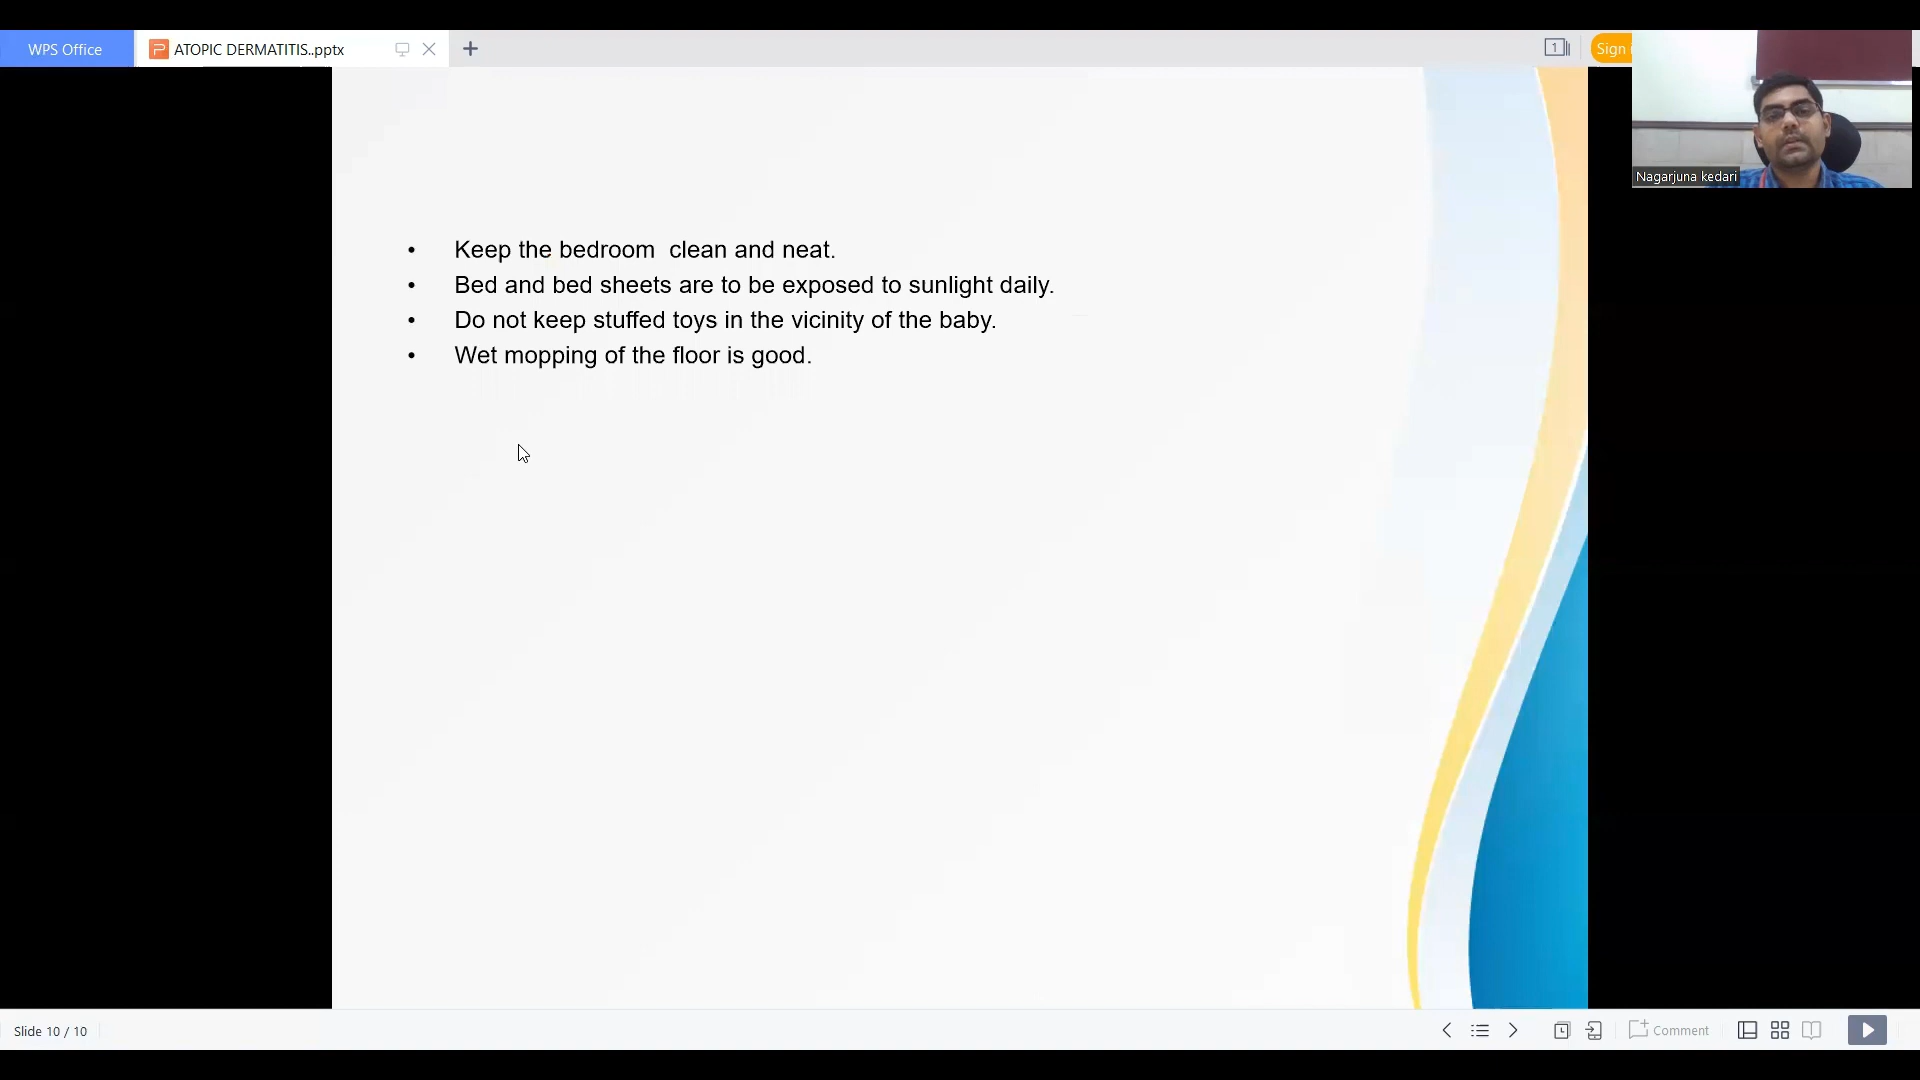 WPS Office
ATOPIC DERMATITIS..pptx
1
Sign
Nagarjuna kedari
• Keep the bedroom  clean and neat.
• Bed and bed sheets are to be exposed to sunlight daily.
• Do not keep stuffed toys in the vicinity of the baby.
• Wet mopping of the floor is good.
Slide 10 / 10
Comment